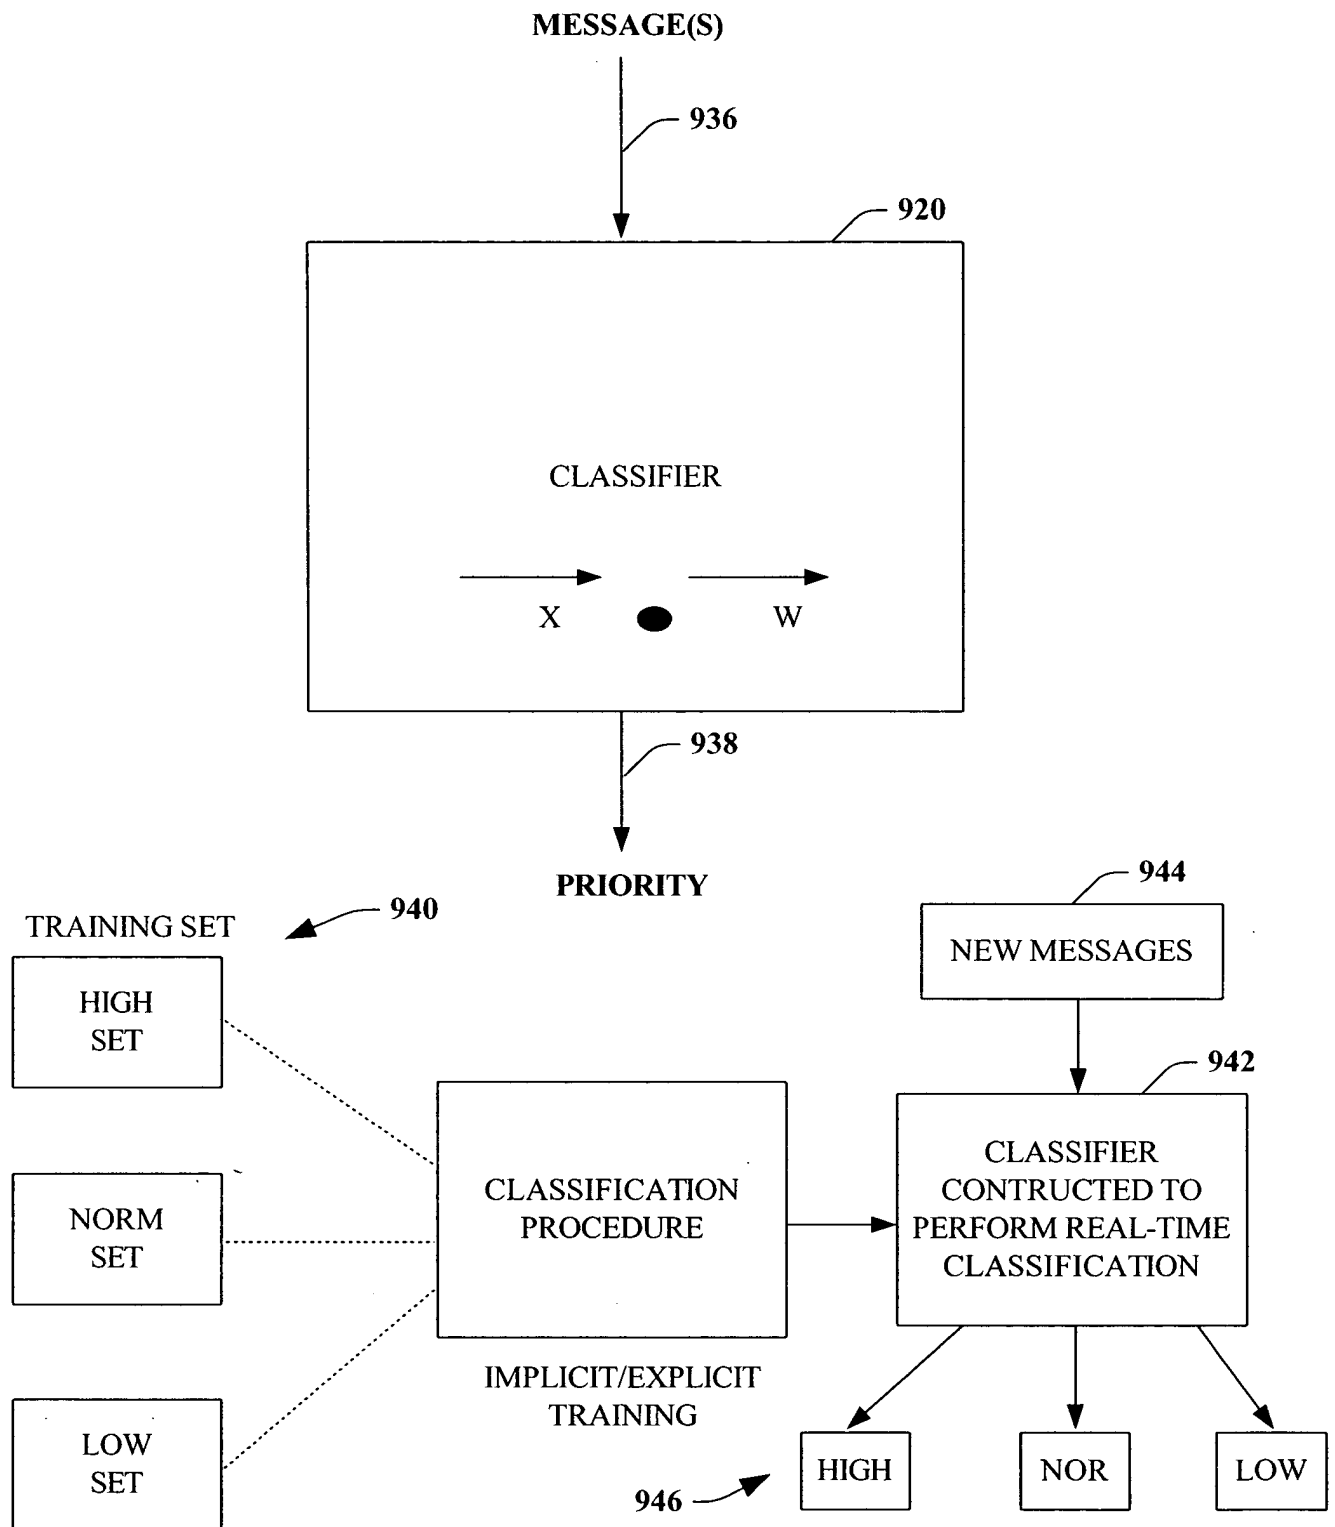 MESSAGE(S)
936
920
CLASSIFIER
X
W
938
PRIORITY
944
940
TRAINING SET
NEW MESSAGES
HIGH
SET
942
CLASSIFIER
CONTRUCTED TO
PERFORM REAL-TIME
CLASSIFICATION
CLASSIFICATION
PROCEDURE
NORM
SET
IMPLICIT/EXPLICIT
TRAINING
LOW
SET
HIGH
NOR
LOW
946